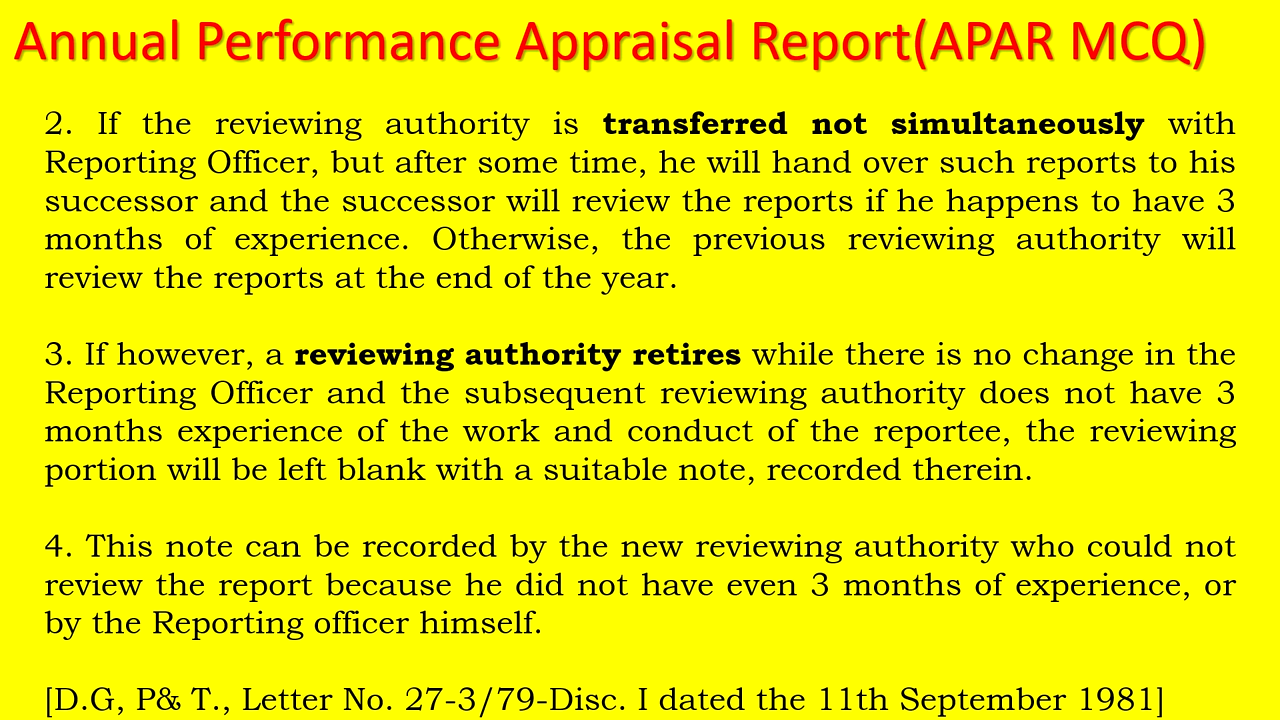 Annual Performance Appraisal Report(APAR MCQ)
2. If the reviewing authority is transferred not simultaneously with
Reporting Officer, but after some time, he will hand over such reports to his
successor and the successor will review the reports if he happens to have 3
months of experience. Otherwise, the previous reviewing authority will
review the reports at the end of the year.
3. If however, a reviewing authority retires while there is no change in the
Reporting Officer and the subsequent reviewing authority does not have 3
months experience of the work and conduct of the reportee, the reviewing
portion will be left blank with a suitable note, recorded therein.
4. This note can be recorded by the new reviewing authority who could not
review the report because he did not have even 3 months of experience, or
by the Reporting officer himself.
[D.G, P& T., Letter No. 27-3/79-Disc. I dated the 11th September 1981]